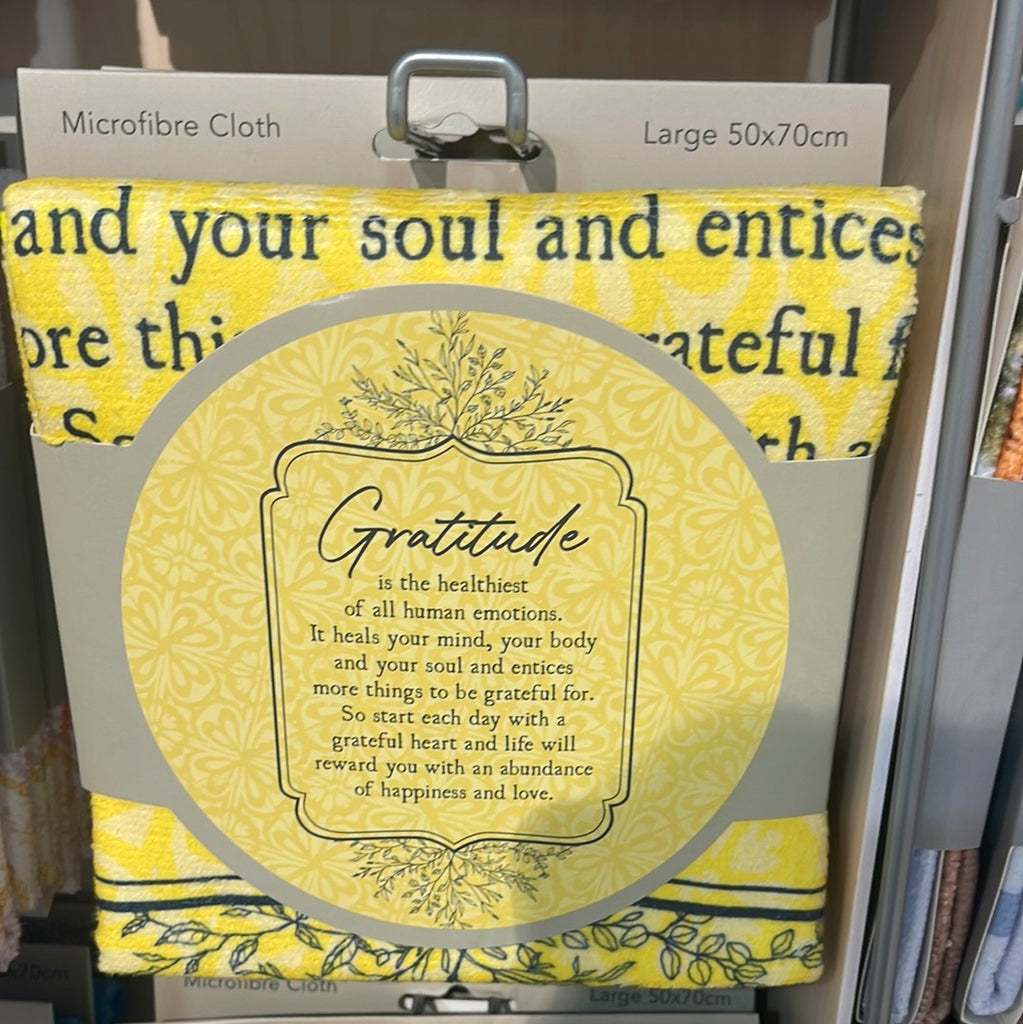 Microfibre Cloth
Large 50x70cm
and your soul and entices
ore this rateful f
So th a
Gratitude
is the healthiest
of all human emotions.
It heals your mind, your body
and your soul and entices
more things to be grateful for.
So start each day with a
grateful heart and life will
reward you with an abundance
of happiness and love.
Microfibre Cloth
Large 50x70cm